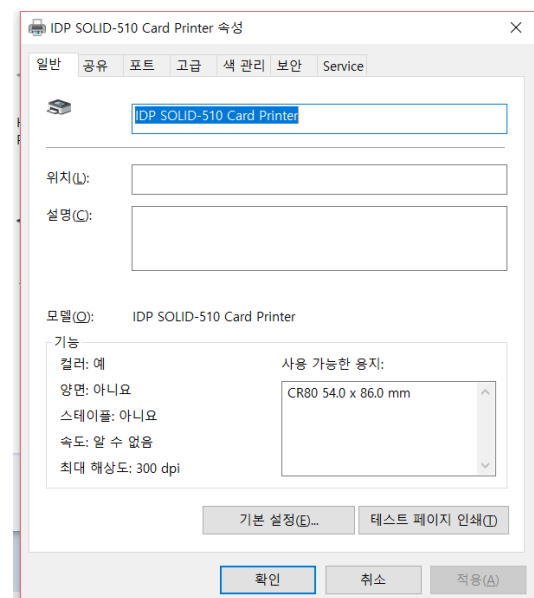 IDP SOLID-510 Card Printer 속성
일반 공유 포트 고급 색 관리 보안 Service
IDP SOLID-510 Card Printer
위치(L):
설명(C):
모델(O): IDP SOLID-510 Card Printer
기능
컬러: 예 사용 가능한 용지:
양면: 아니요 CR80 54.0 x 86.0 mm
스테이플: 아니요
속도: 알 수 없음
최대 해상도: 300 dpi
기본 설정(E)... 테스트 페이지 인쇄(T)
확인 취소 적용(A)